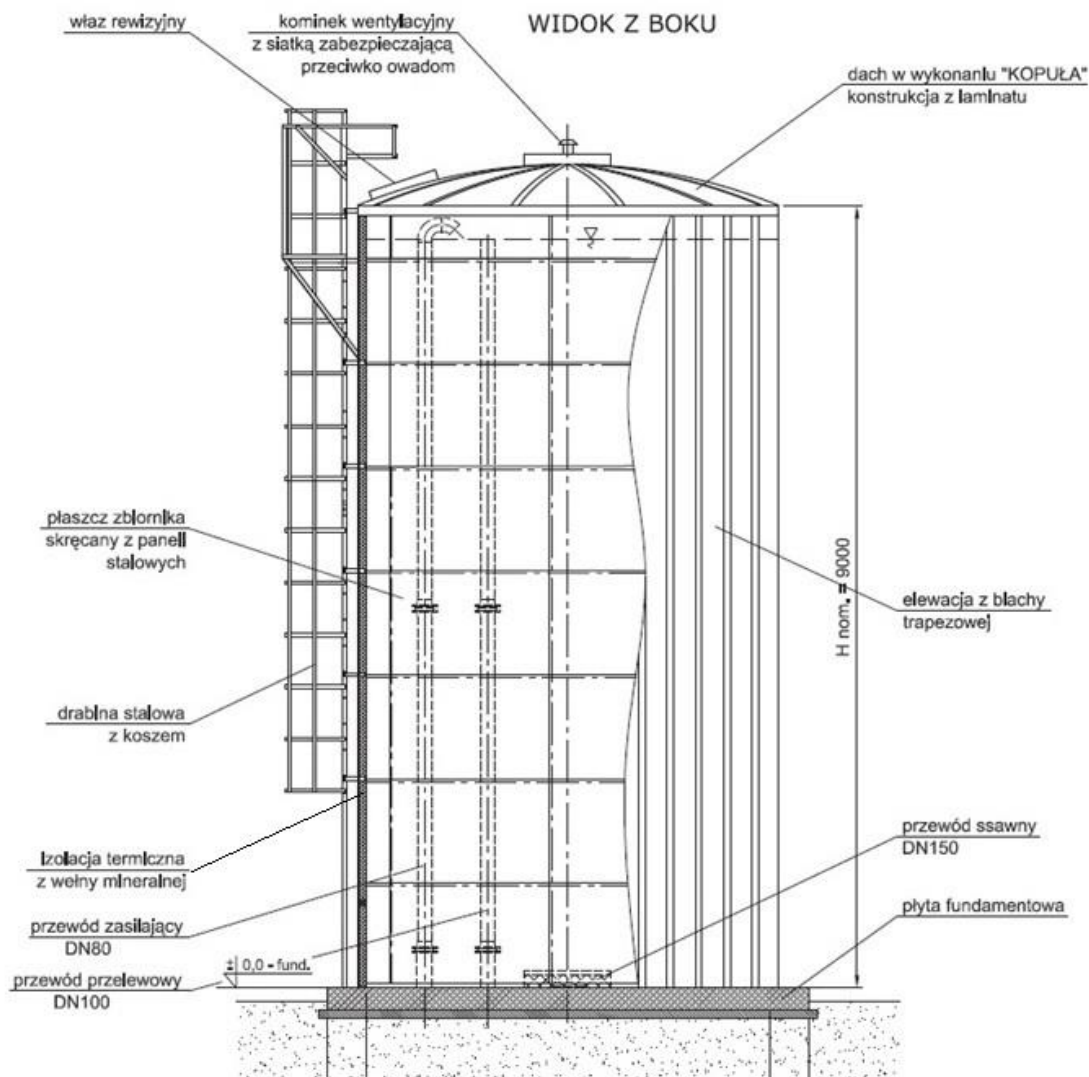 WIDOK Z BOKU
właz rewizyjny
kominek wentylacyjny
z siatką zabezpieczającą
przeciwko owadom
dach w wykonaniu "KOPUŁA"
konstrukcja z laminatu
płaszcz zbiornika
skręcany z paneli
stalowych
H nom. = 9000
elewacja z blachy
trapezowej
drabina stalowa
z koszem
izolacja termiczna
z wełny mineralnej
przewód ssawny
DN150
płyta fundamentowa
przewód zasilający
DN80
± 0,0 - fund.
przewód przelewowy
DN100